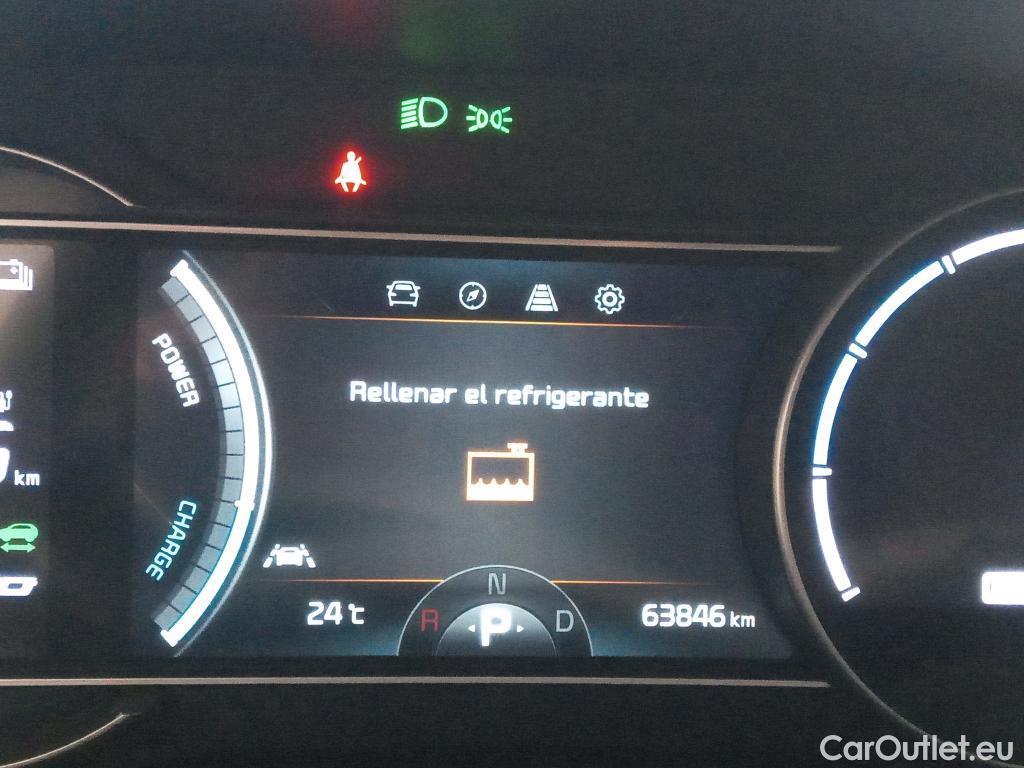 POWER
CHARGE
km
Rellenar el refrigerante
N
R P D
24 °C
63846 km
CarOutlet.eu